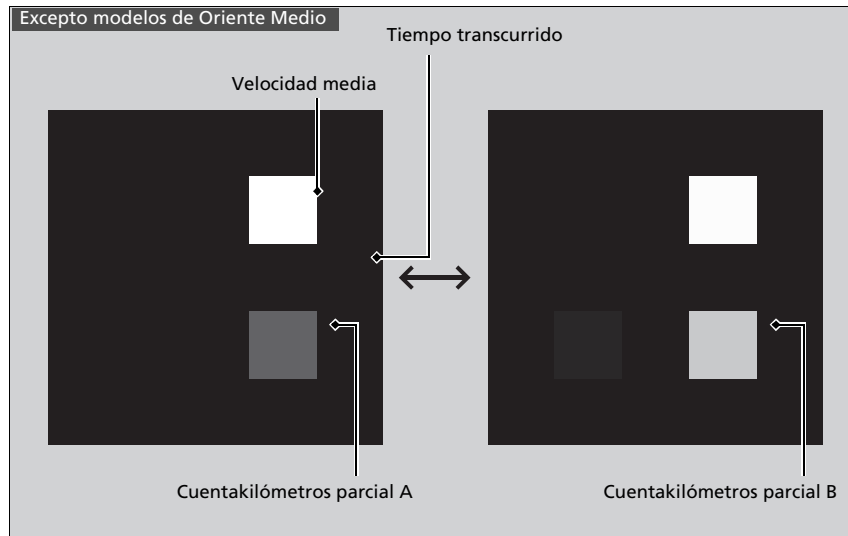 Excepto modelos de Oriente Medio
Tiempo transcurrido
Velocidad media
Cuentakilómetros parcial A
Cuentakilómetros parcial B